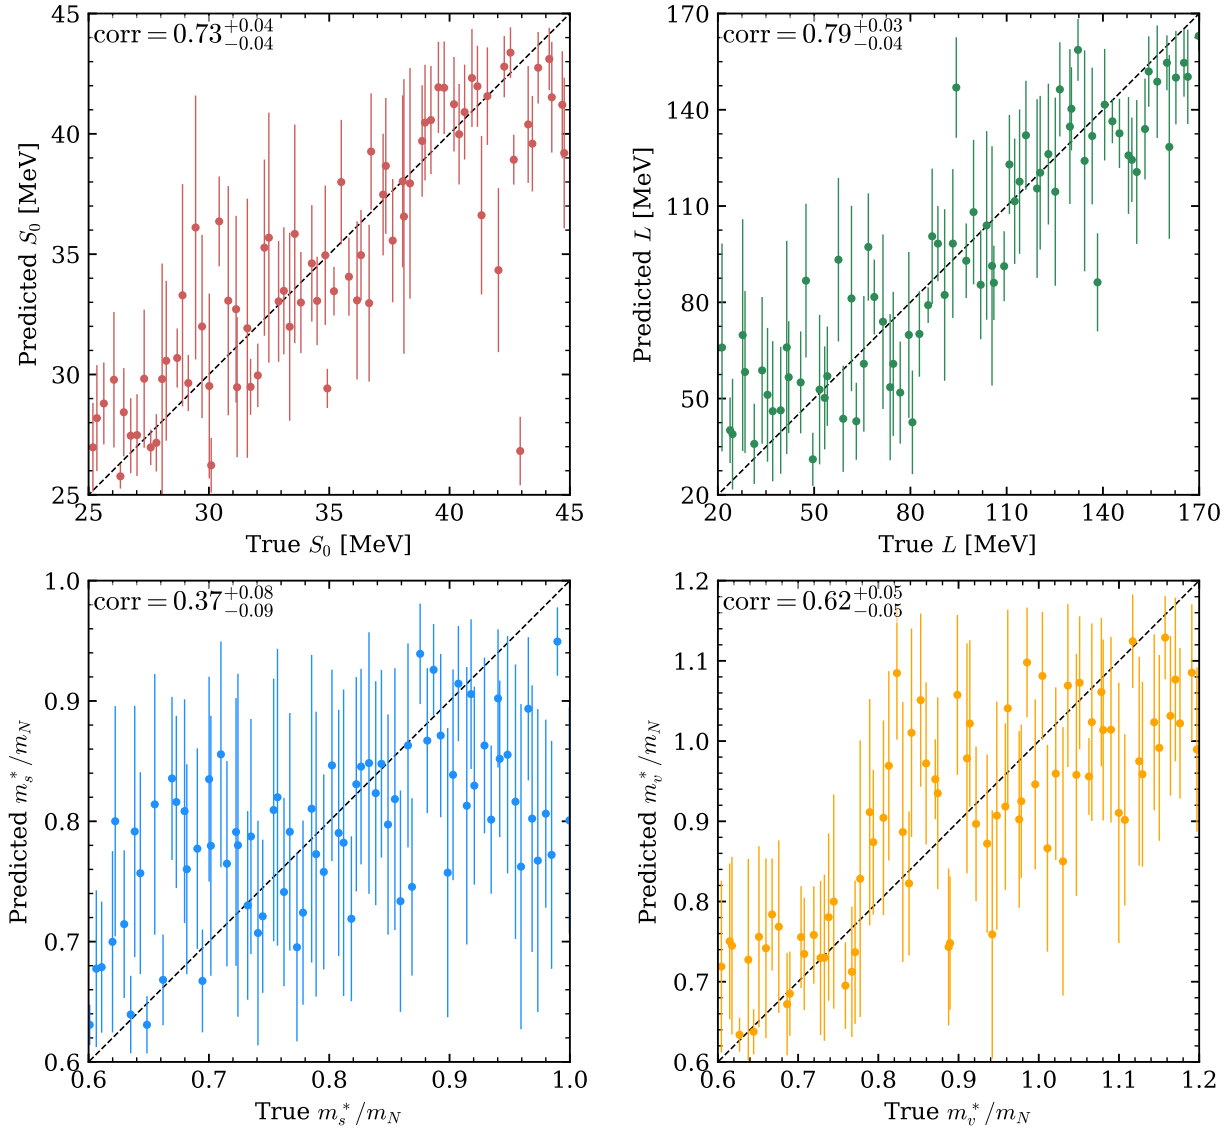 corr = 0.73 +0.04 −0.04
45
40
35
30
25
Predicted S₀ [MeV]
25 30 35 40 45
True S₀ [MeV]
corr = 0.79 +0.03 −0.04
170
140
110
80
50
20
Predicted L [MeV]
20 50 80 110 140 170
True L [MeV]
corr = 0.37 +0.08 −0.09
1.0
0.9
0.8
0.7
0.6
Predicted m*ₛ/m_N
0.6 0.7 0.8 0.9 1.0
True m*ₛ/m_N
corr = 0.62 +0.05 −0.05
1.2
1.1
1.0
0.9
0.8
0.7
0.6
Predicted m*ᵥ/m_N
0.6 0.7 0.8 0.9 1.0 1.1 1.2
True m*ᵥ/m_N